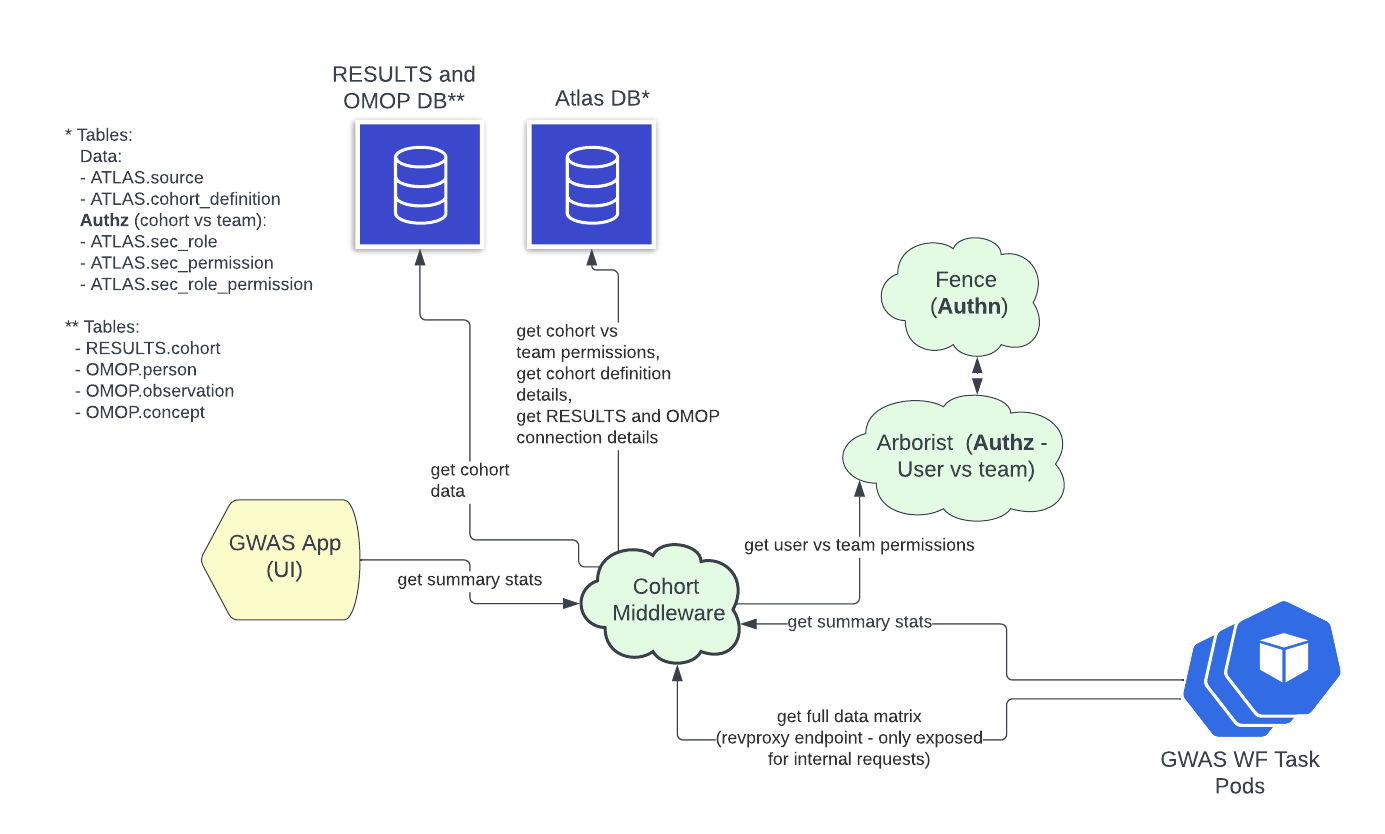 RESULTS and
OMOP DB**
Atlas DB*
* Tables:
Data:
- ATLAS.source
- ATLAS.cohort_definition
Authz (cohort vs team):
- ATLAS.sec_role
- ATLAS.sec_permission
- ATLAS.sec_role_permission
** Tables:
- RESULTS.cohort
- OMOP.person
- OMOP.observation
- OMOP.concept
Fence
(Authn)
get cohort vs
team permissions,
get cohort definition
details,
get RESULTS and OMOP
connection details
Arborist (Authz -
User vs team)
get cohort
data
GWAS App
(UI)
get summary stats
Cohort
Middleware
get user vs team permissions
get summary stats
get full data matrix
(revproxy endpoint - only exposed
for internal requests)
GWAS WF Task
Pods